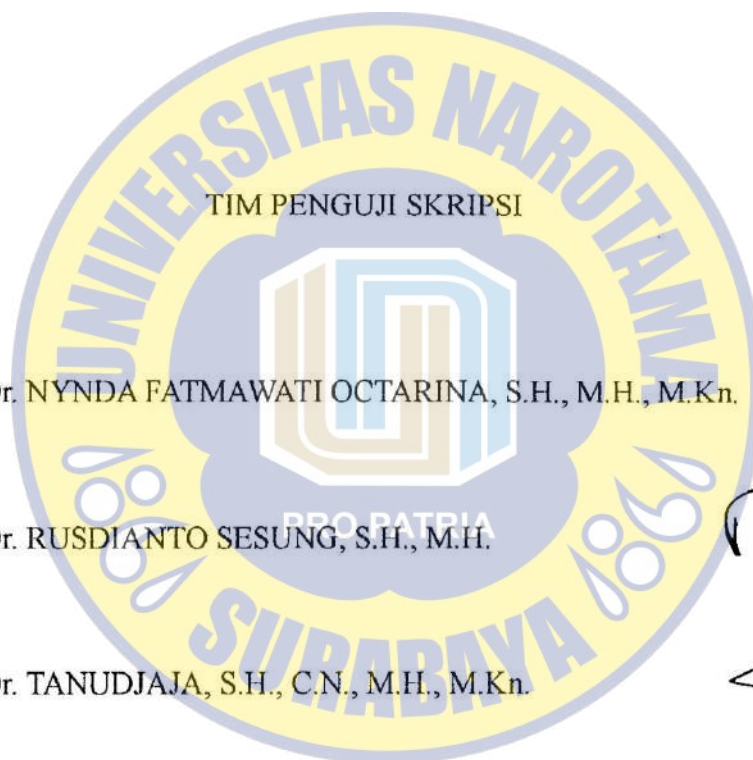 UNIVERSITAS NAROTAMA
TIM PENGUJI SKRIPSI
r. NYNDA FATMAWATI OCTARINA, S.H., M.H., M.Kn.
PRO PATRIA
r. RUSDIANTO SESUNG, S.H., M.H.
SURABAYA
r. TANUDJAJA, S.H., C.N., M.H., M.Kn.